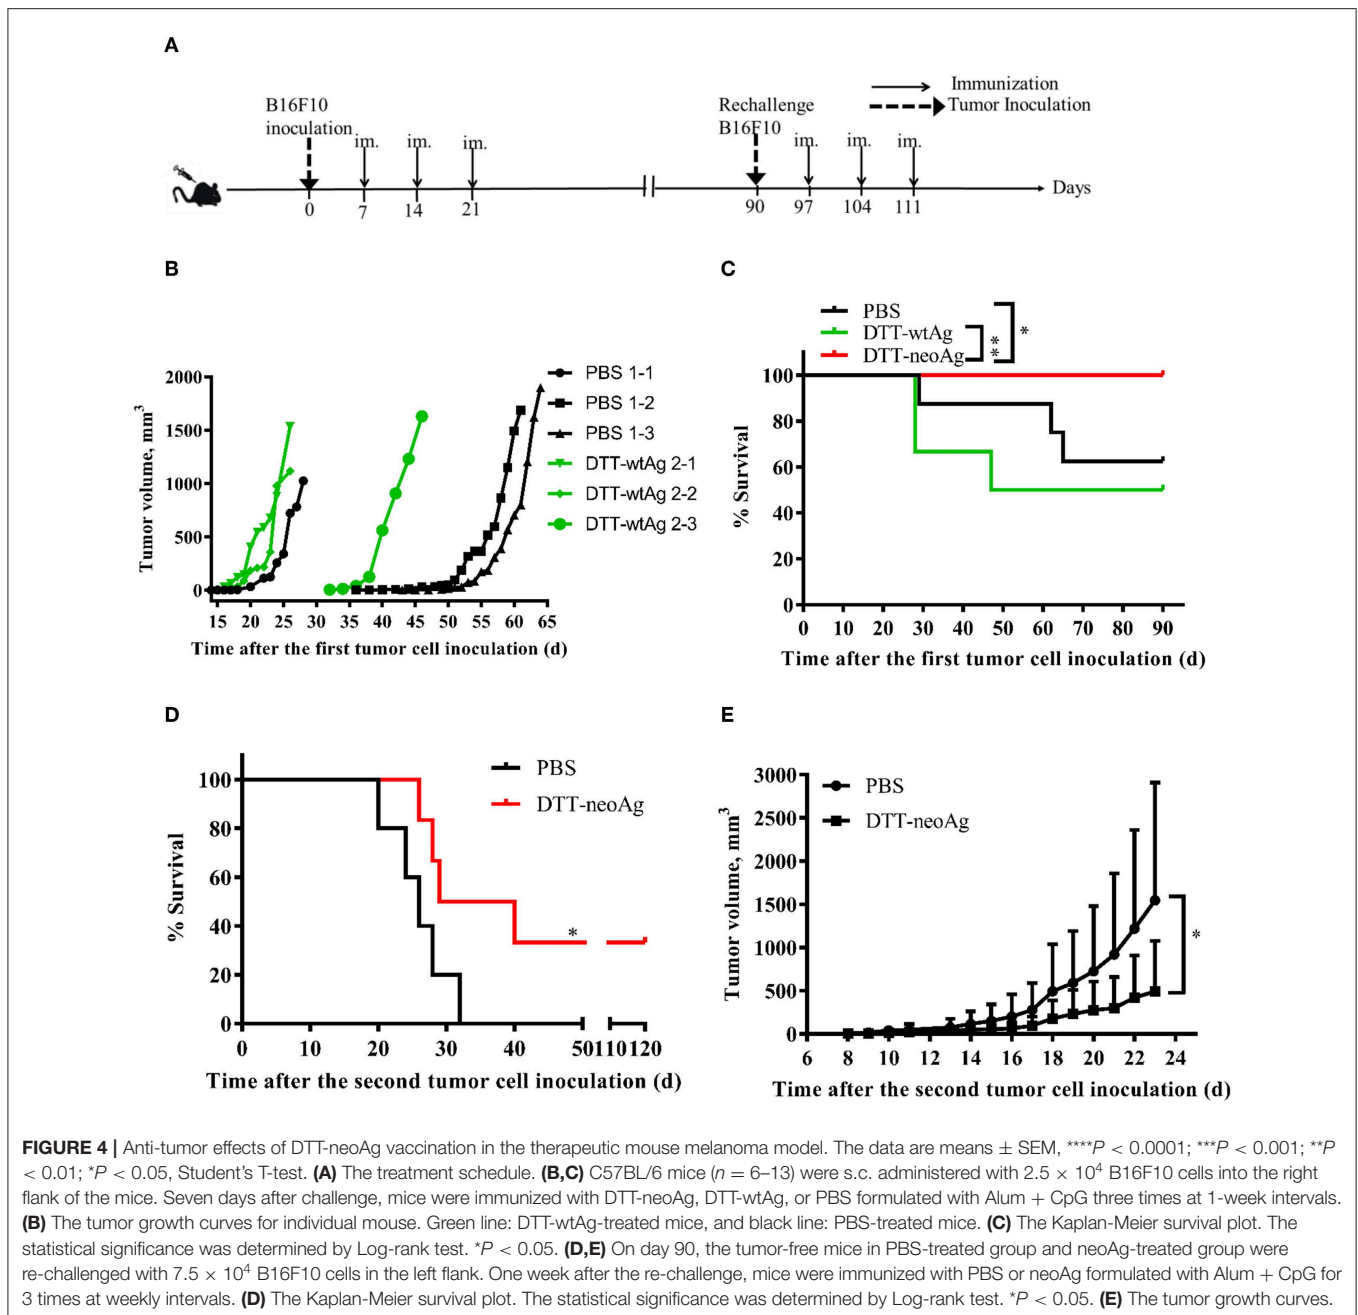 A
Immunization
Tumor Inoculation
B16F10
inoculation
im. im. im.
Rechallenge
B16F10
im. im. im.
0 7 14 21 90 97 104 111
Days
B
PBS 1-1
PBS 1-2
PBS 1-3
DTT-wtAg 2-1
DTT-wtAg 2-2
DTT-wtAg 2-3
Tumor volume, mm³
2000
1500
1000
500
0
15 20 25 30 35 40 45 50 55 60 65
Time after the first tumor cell inoculation (d)
C
PBS
DTT-wtAg
DTT-neoAg
**
*
% Survival
100
80
60
40
20
0
0 10 20 30 40 50 60 70 80 90
Time after the first tumor cell inoculation (d)
D
PBS
DTT-neoAg
% Survival
100
80
60
40
20
0
*
0 20 40 50 110 120
Time after the second tumor cell inoculation (d)
E
PBS
DTT-neoAg
Tumor volume, mm³
3000
2500
2000
1500
1000
500
0
*
6 8 10 12 14 16 18 20 22 24
Time after the second tumor cell inoculation (d)
FIGURE 4 | Anti-tumor effects of DTT-neoAg vaccination in the therapeutic mouse melanoma model. The data are means ± SEM, ****P < 0.0001; ***P < 0.001; **P
< 0.01; *P < 0.05, Student's T-test. (A) The treatment schedule. (B,C) C57BL/6 mice (n = 6–13) were s.c. administered with 2.5 × 10⁴ B16F10 cells into the right
flank of the mice. Seven days after challenge, mice were immunized with DTT-neoAg, DTT-wtAg, or PBS formulated with Alum + CpG three times at 1-week intervals.
(B) The tumor growth curves for individual mouse. Green line: DTT-wtAg-treated mice, and black line: PBS-treated mice. (C) The Kaplan-Meier survival plot. The
statistical significance was determined by Log-rank test. *P < 0.05. (D,E) On day 90, the tumor-free mice in PBS-treated group and neoAg-treated group were
re-challenged with 7.5 × 10⁴ B16F10 cells in the left flank. One week after the re-challenge, mice were immunized with PBS or neoAg formulated with Alum + CpG for
3 times at weekly intervals. (D) The Kaplan-Meier survival plot. The statistical significance was determined by Log-rank test. *P < 0.05. (E) The tumor growth curves.